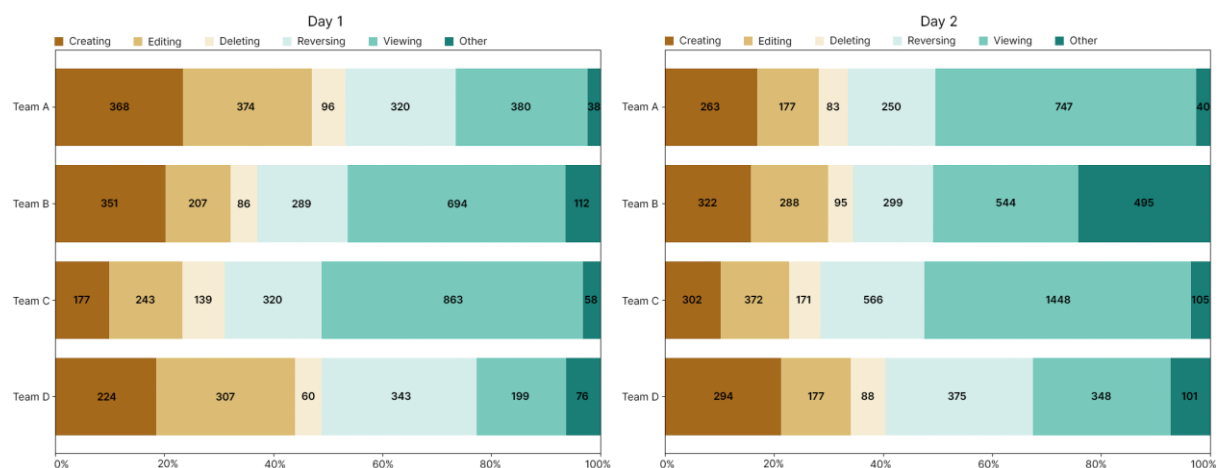 Day 1
Creating Editing Deleting Reversing Viewing Other
Team A 368 374 96 320 380 38
Team B 351 207 86 289 694 112
Team C 177 243 139 320 863 58
Team D 224 307 60 343 199 76
0% 20% 40% 60% 80% 100%
Day 2
Creating Editing Deleting Reversing Viewing Other
Team A 263 177 83 250 747 40
Team B 322 288 95 299 544 495
Team C 302 372 171 566 1448 105
Team D 294 177 88 375 348 101
0% 20% 40% 60% 80% 100%